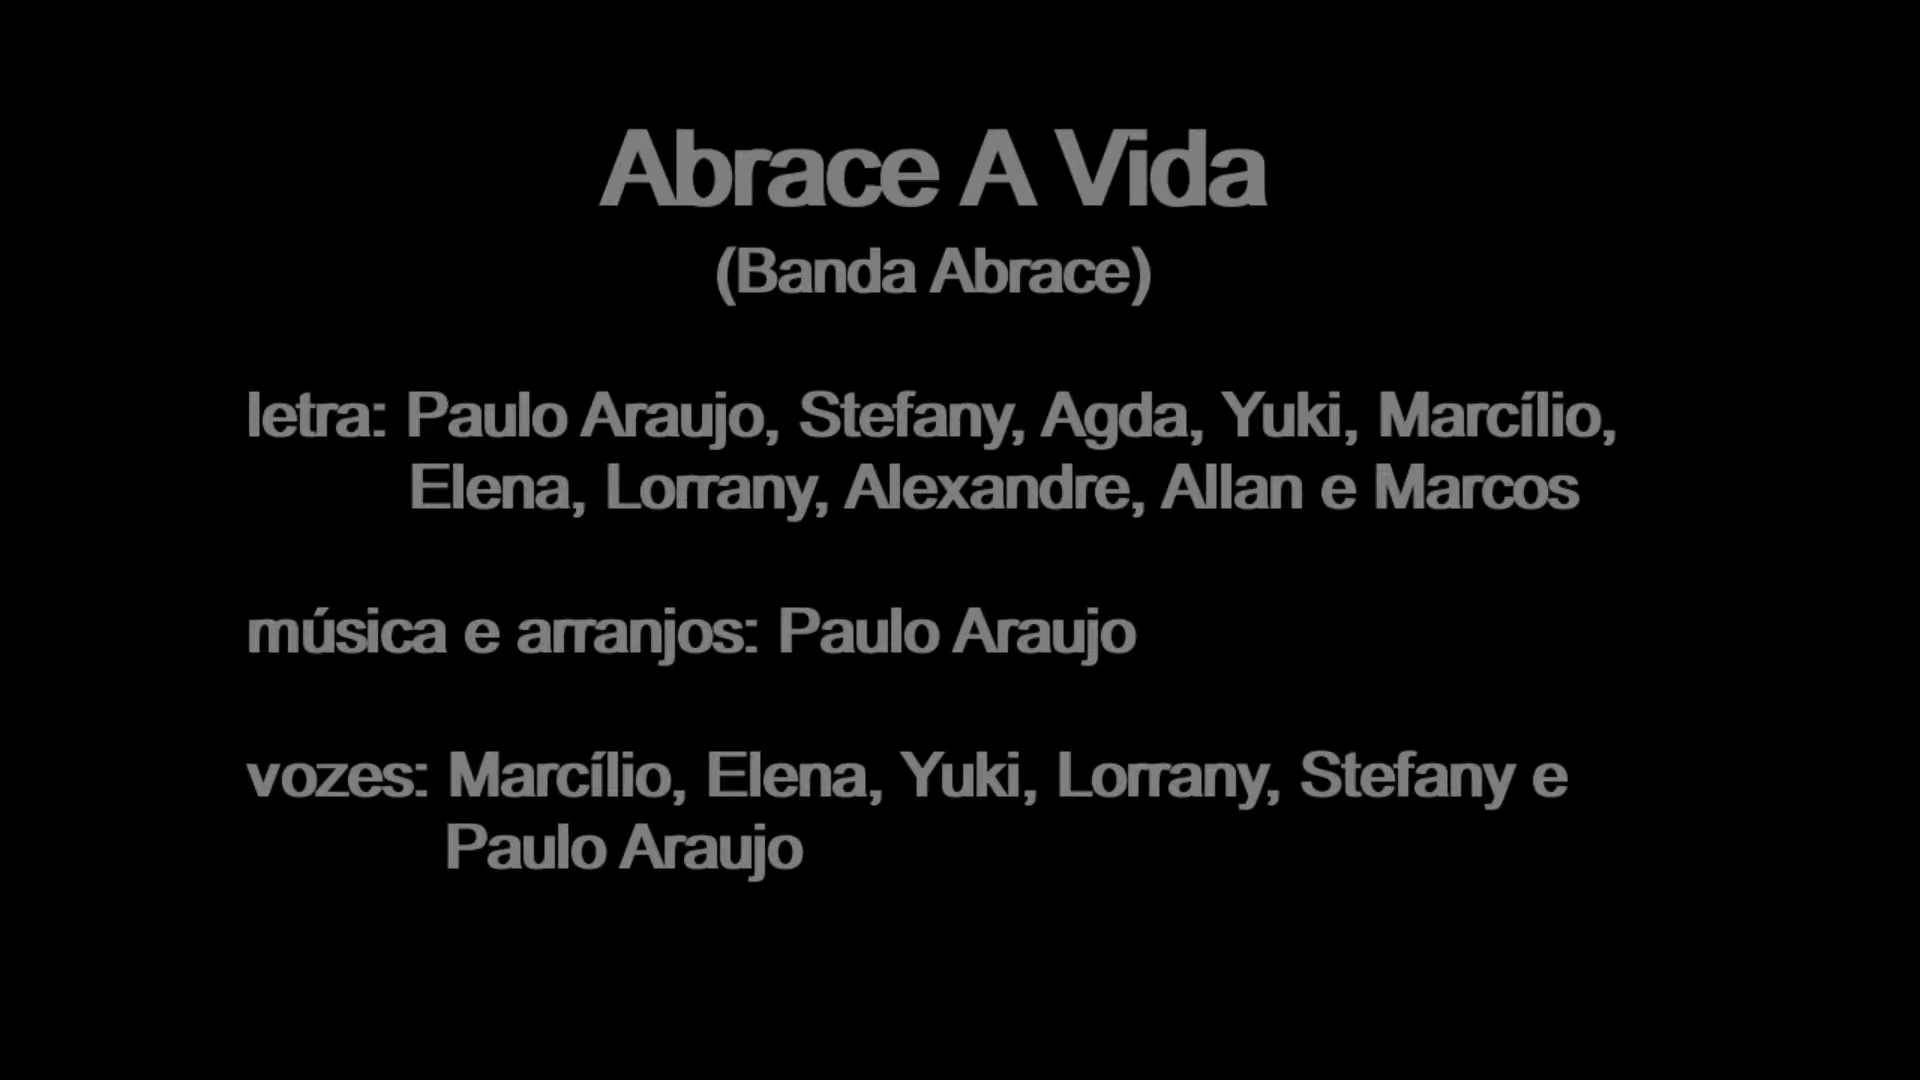 Abrace A Vida
(Banda Abrace)
letra: Paulo Araujo, Stefany, Agda, Yuki, Marcílio,
Elena, Lorrany, Alexandre, Allan e Marcos
música e arranjos: Paulo Araujo
vozes: Marcílio, Elena, Yuki, Lorrany, Stefany e
Paulo Araujo